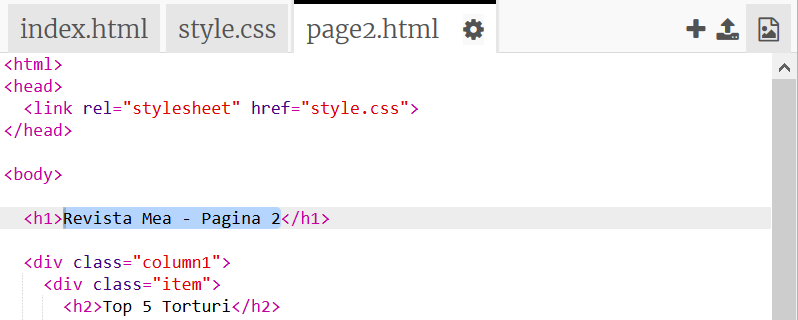 index.html style.css page2.html
<html>
<head>
<link rel="stylesheet" href="style.css">
</head>
<body>
<h1>Revista Mea - Pagina 2</h1>
<div class="column1">
<div class="item">
<h2>Top 5 Torturi</h2>